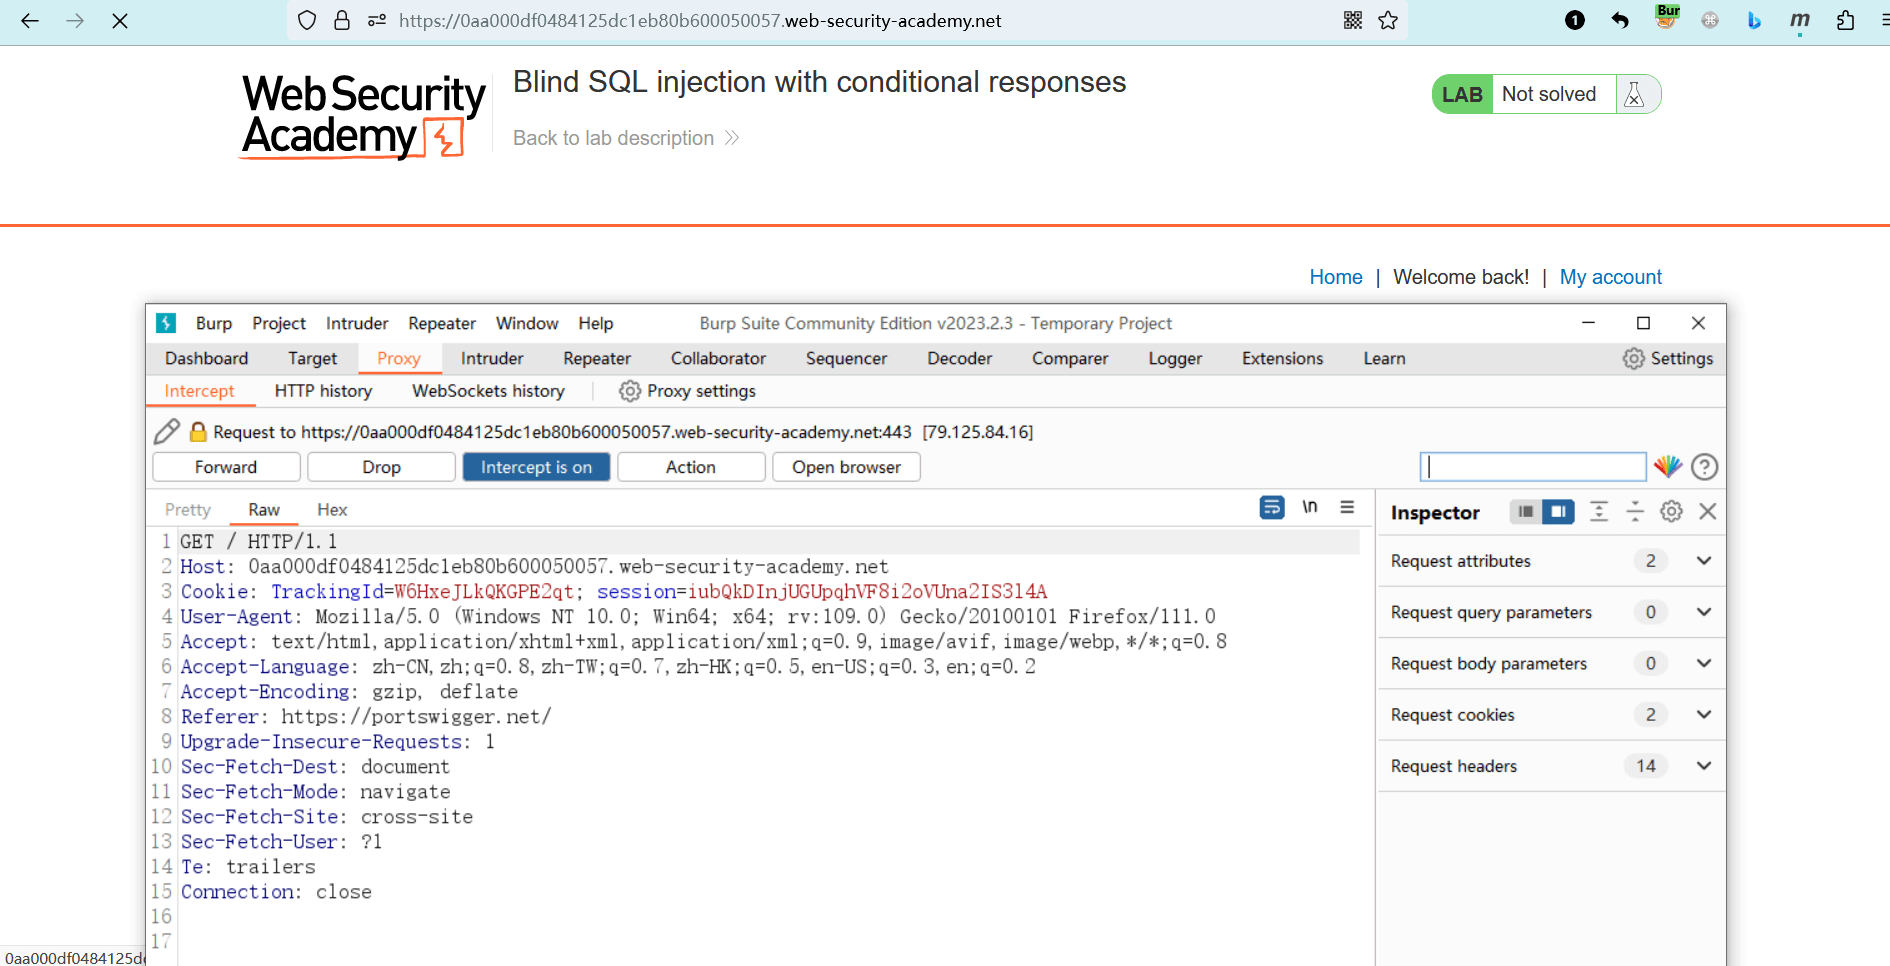 https://0aa000df0484125dc1eb80b600050057.web-security-academy.net
1
Bur
m
Web Security
Academy
Blind SQL injection with conditional responses
Back to lab description
LAB Not solved
Home | Welcome back! | My account
Burp Project Intruder Repeater Window Help Burp Suite Community Edition v2023.2.3 - Temporary Project
Dashboard Target Proxy Intruder Repeater Collaborator Sequencer Decoder Comparer Logger Extensions Learn Settings
Intercept HTTP history WebSockets history Proxy settings
Request to https://0aa000df0484125dc1eb80b600050057.web-security-academy.net:443 [79.125.84.16]
Forward Drop Intercept is on Action Open browser
Pretty Raw Hex \n
1 GET / HTTP/1.1
2 Host: 0aa000df0484125dc1eb80b600050057.web-security-academy.net
3 Cookie: TrackingId=W6HxeJLkQKGPE2qt; session=iubQkDInjUGUpqhVF8i2oVUna2IS3l4A
4 User-Agent: Mozilla/5.0 (Windows NT 10.0; Win64; x64; rv:109.0) Gecko/20100101 Firefox/111.0
5 Accept: text/html,application/xhtml+xml,application/xml;q=0.9,image/avif,image/webp,*/*;q=0.8
6 Accept-Language: zh-CN,zh;q=0.8,zh-TW;q=0.7,zh-HK;q=0.5,en-US;q=0.3,en;q=0.2
7 Accept-Encoding: gzip, deflate
8 Referer: https://portswigger.net/
9 Upgrade-Insecure-Requests: 1
10 Sec-Fetch-Dest: document
11 Sec-Fetch-Mode: navigate
12 Sec-Fetch-Site: cross-site
13 Sec-Fetch-User: ?1
14 Te: trailers
15 Connection: close
16
17
Inspector
Request attributes 2
Request query parameters 0
Request body parameters 0
Request cookies 2
Request headers 14
0aa000df0484125d